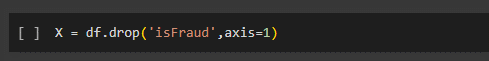 [ ] X = df.drop('isFraud',axis=1)